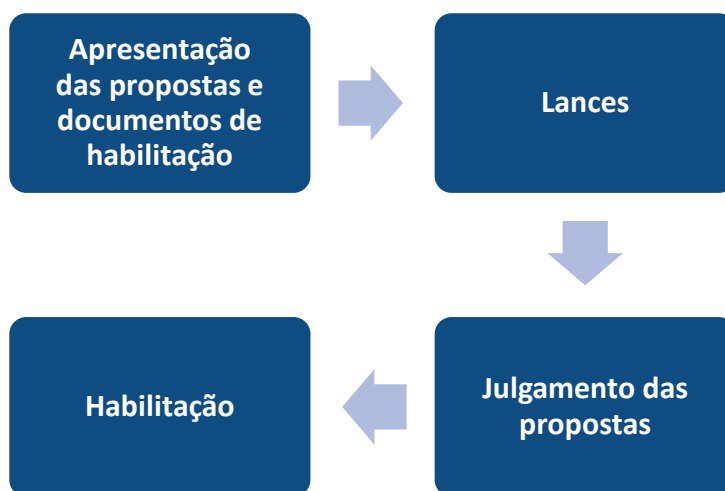 Apresentação
das propostas e
documentos de
habilitação
Lances
Julgamento das
propostas
Habilitação